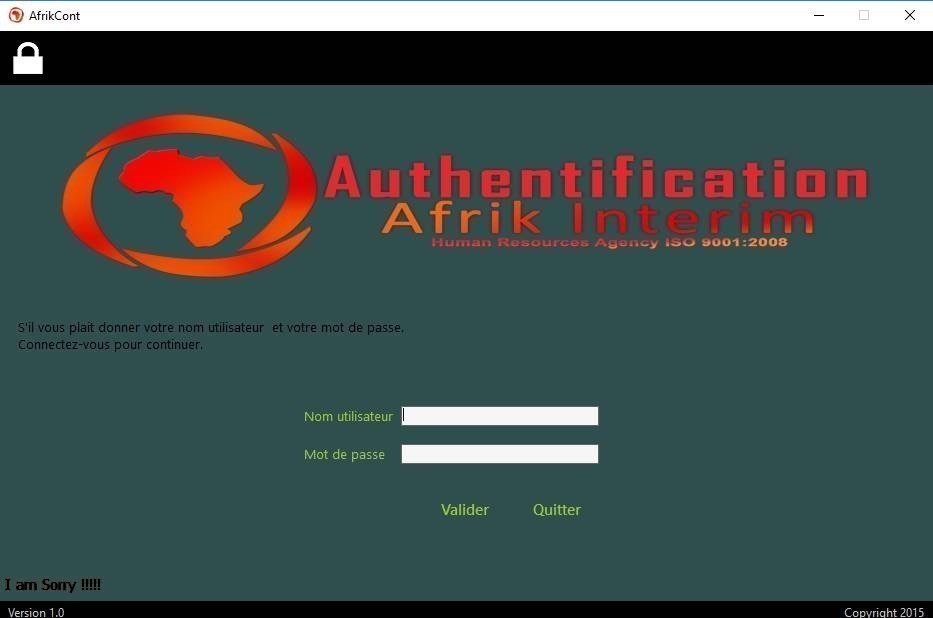 AfrikCont
Authentification
Afrik Interim
Human Resources Agency ISO 9001:2008
S'il vous plait donner votre nom utilisateur  et votre mot de passe.
Connectez-vous pour continuer.
Nom utilisateur
Mot de passe
Valider Quitter
I am Sorry !!!!!
Version 1.0 Copyright 2015